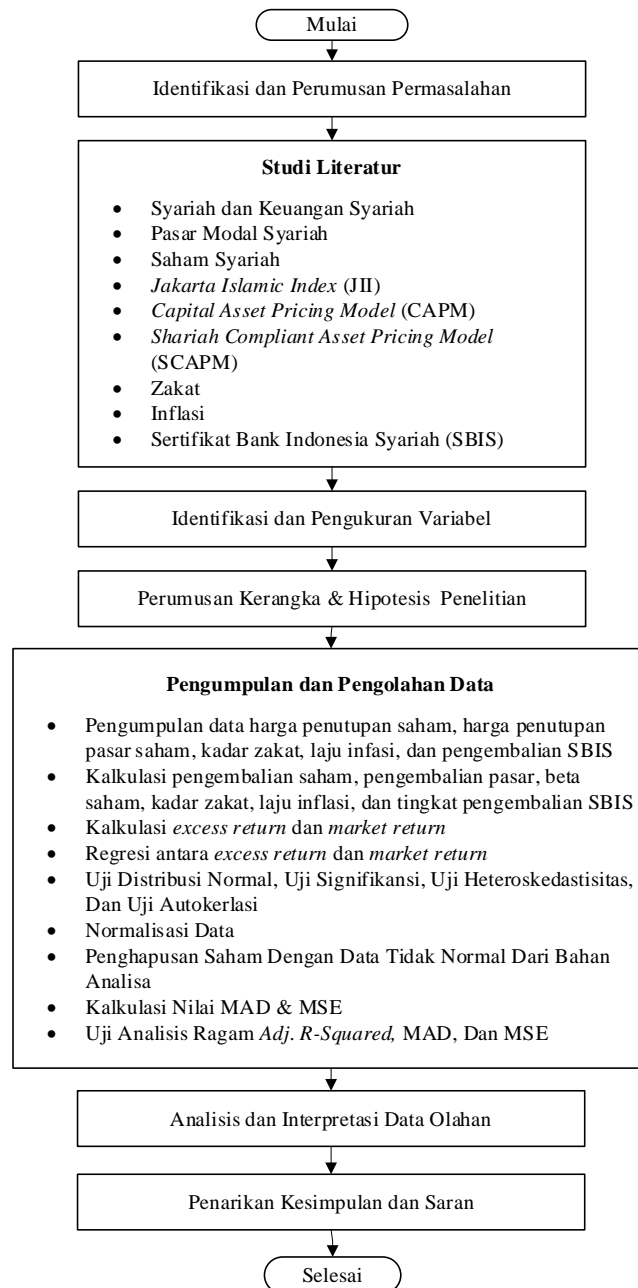 Mulai
Identifikasi dan Perumusan Permasalahan
Studi Literatur
• Syariah dan Keuangan Syariah
• Pasar Modal Syariah
• Saham Syariah
• Jakarta Islamic Index (JII)
• Capital Asset Pricing Model (CAPM)
• Shariah Compliant Asset Pricing Model
(SCAPM)
• Zakat
• Inflasi
• Sertifikat Bank Indonesia Syariah (SBIS)
Identifikasi dan Pengukuran Variabel
Perumusan Kerangka & Hipotesis Penelitian
Pengumpulan dan Pengolahan Data
• Pengumpulan data harga penutupan saham, harga penutupan
pasar saham, kadar zakat, laju infasi, dan pengembalian SBIS
• Kalkulasi pengembalian saham, pengembalian pasar, beta
saham, kadar zakat, laju inflasi, dan tingkat pengembalian SBIS
• Kalkulasi excess return dan market return
• Regresi antara excess return dan market return
• Uji Distribusi Normal, Uji Signifikansi, Uji Heteroskedastisitas,
Dan Uji Autokerlasi
• Normalisasi Data
• Penghapusan Saham Dengan Data Tidak Normal Dari Bahan
Analisa
• Kalkulasi Nilai MAD & MSE
• Uji Analisis Ragam Adj. R-Squared, MAD, Dan MSE
Analisis dan Interpretasi Data Olahan
Penarikan Kesimpulan dan Saran
Selesai